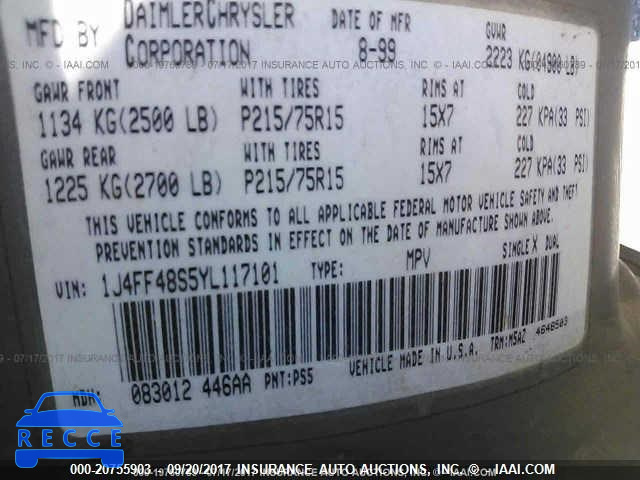 MFD BY DAIMLERCHRYSLER CORPORATION DATE OF MFR 8-99 GVWR 2223 KG(04900 LB)
GAWR FRONT WITH TIRES RIMS AT COLD
1134 KG(2500 LB) P215/75R15 15X7 227 KPA(33 PSI)
GAWR REAR WITH TIRES RIMS AT COLD
1225 KG(2700 LB) P215/75R15 15X7 227 KPA(33 PSI)
THIS VEHICLE CONFORMS TO ALL APPLICABLE FEDERAL MOTOR VEHICLE SAFETY AND THEFT
PREVENTION STANDARDS IN EFFECT ON THE DATE OF MANUFACTURE SHOWN ABOVE.
VIN: 1J4FF48S5YL117101 TYPE: MPV SINGLE X DUAL
VEHICLE MADE IN U.S.A. TRM:M5A2 4648503
MDH: 083012 446AA PNT:PS5
RECCE
000-20755903 - 09/20/2017 INSURANCE AUTO AUCTIONS, INC. - © IAAI.COM